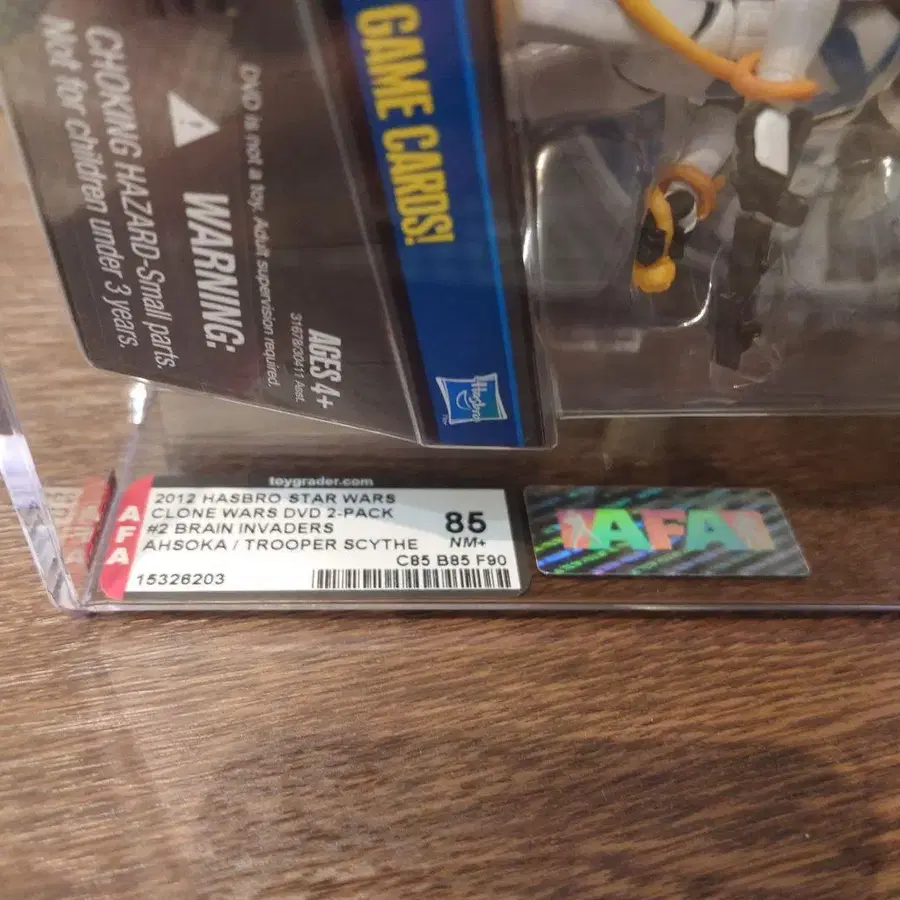 GAME CARDS!
DVD is not a toy. Adult supervision required.
WARNING:
CHOKING HAZARD-Small parts.
Not for children under 3 years.
AGES 4+
31678/30411 Asst.
Hasbro
toygrader.com
AFA
2012 HASBRO STAR WARS
CLONE WARS DVD 2-PACK
#2 BRAIN INVADERS
AHSOKA / TROOPER SCYTHE
85
NM+
C85 B85 F90
15326203
AFA